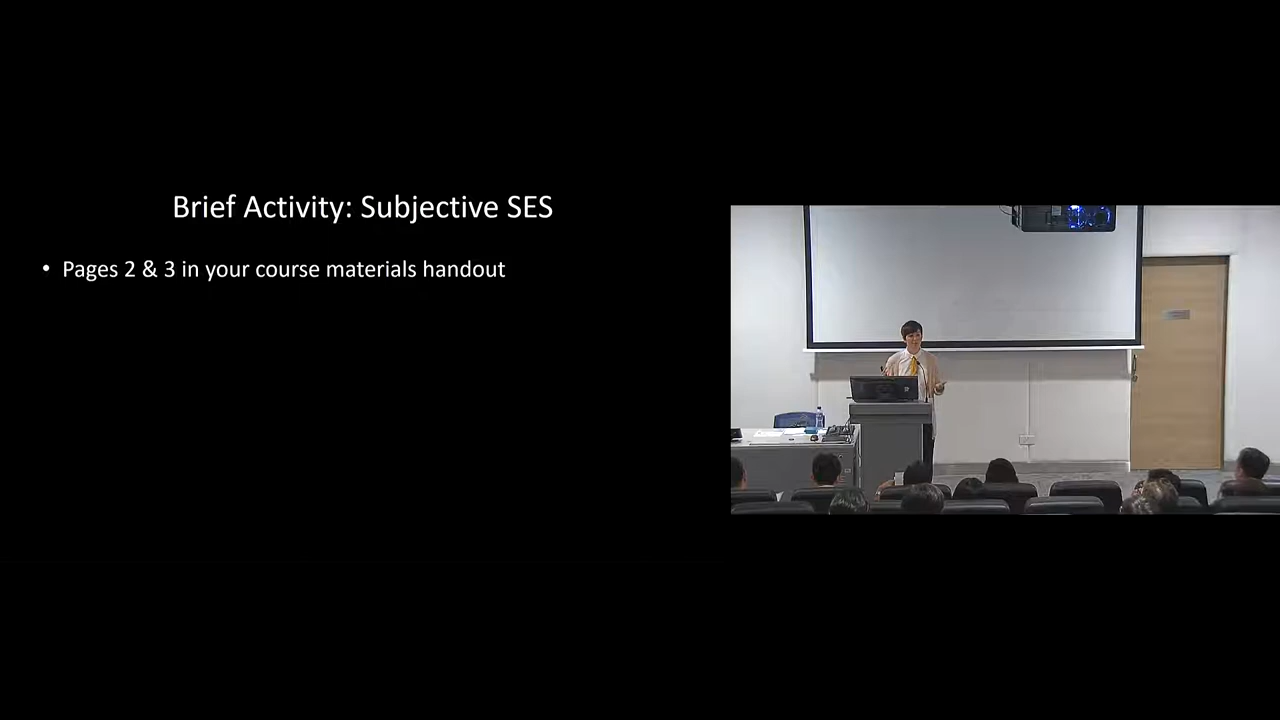 Brief Activity: Subjective SES
• Pages 2 & 3 in your course materials handout